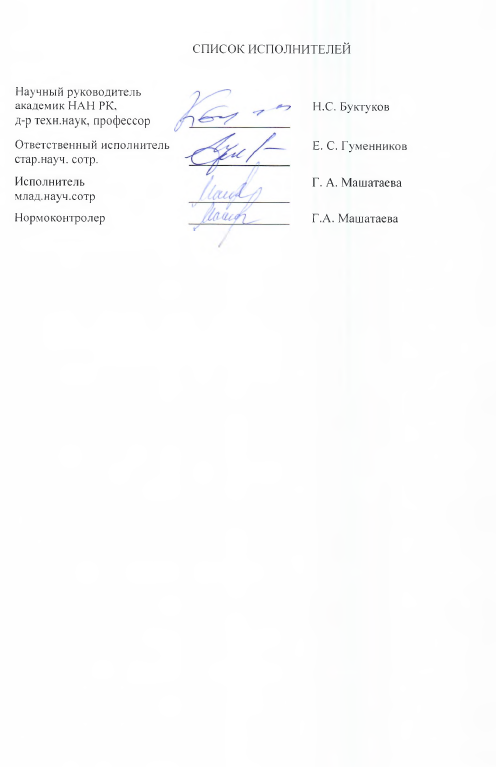 СПИСОК ИСПОЛНИТЕЛЕЙ
Научный руководитель
академик НАН РК,
д-р техн.наук, профессор
Н.С. Буктуков
Ответственный исполнитель
стар.науч. сотр.
Е. С. Гуменников
Исполнитель
млад.науч.сотр
Г. А. Машатаева
Нормоконтролер
Г.А. Машатаева